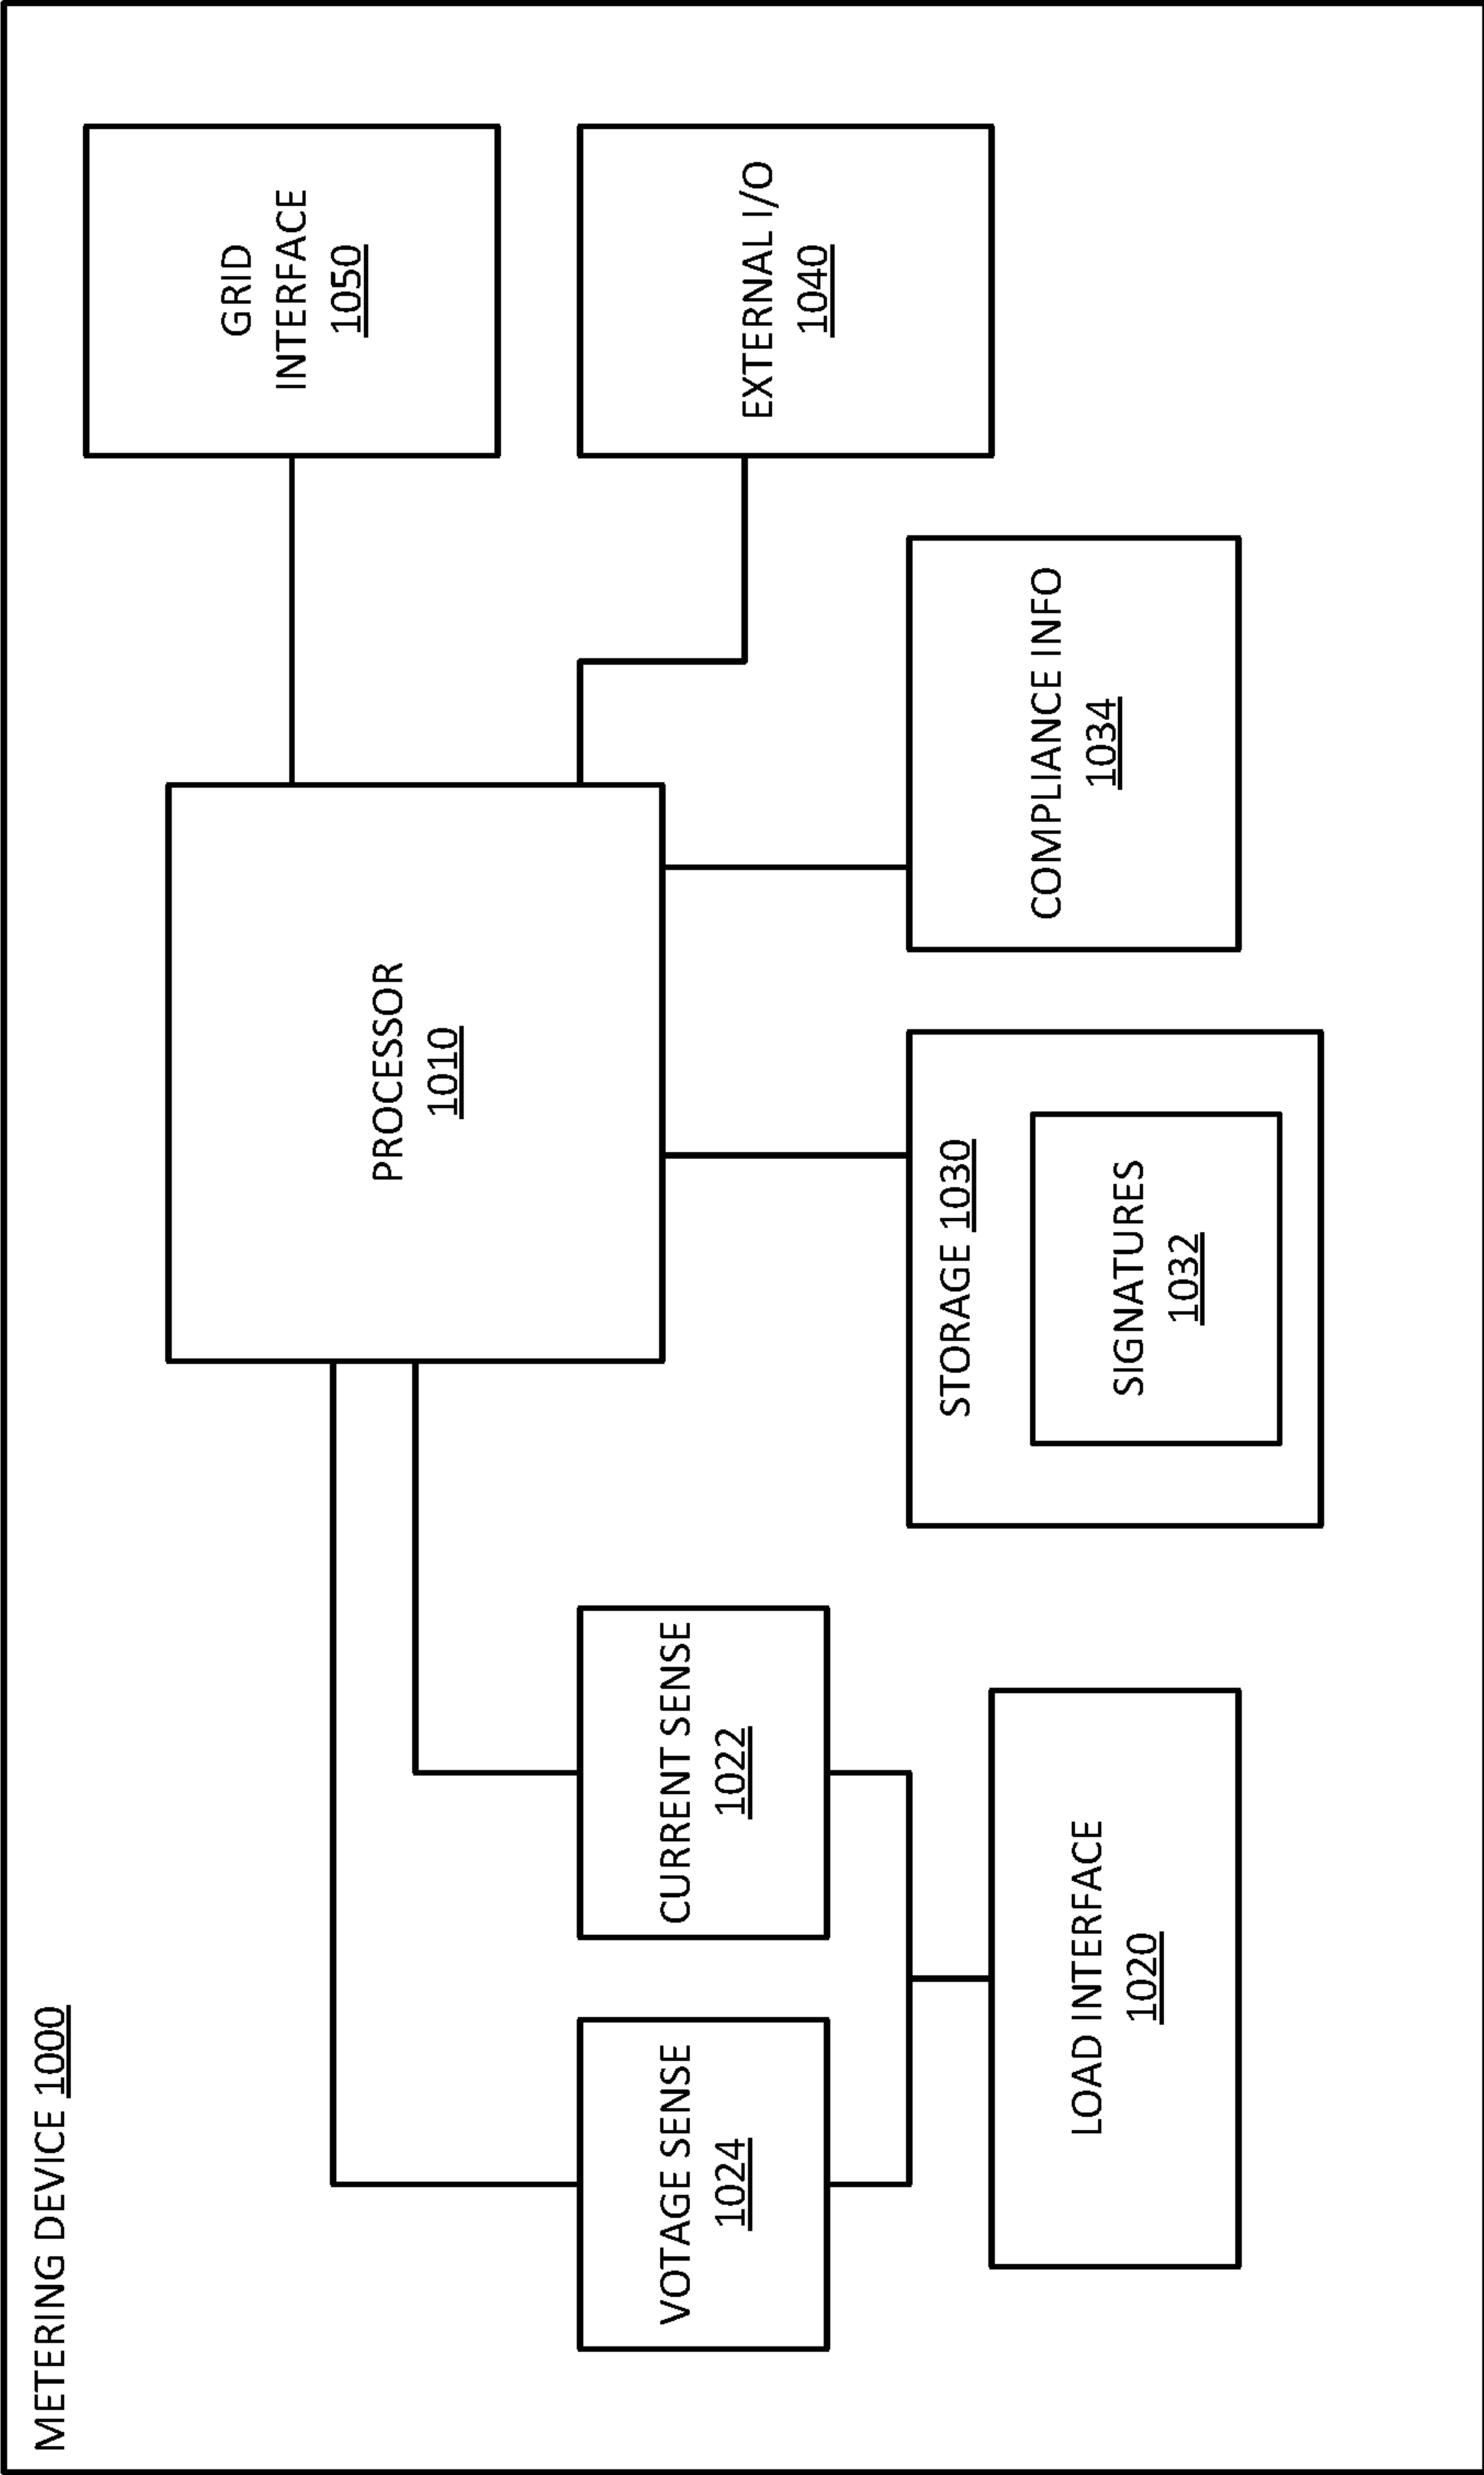 METERING DEVICE 1000
PROCESSOR
1010
GRID
INTERFACE
1050
VOTAGE SENSE
1024
CURRENT SENSE
1022
EXTERNAL I/O
1040
STORAGE 1030
SIGNATURES
1032
COMPLIANCE INFO
1034
LOAD INTERFACE
1020